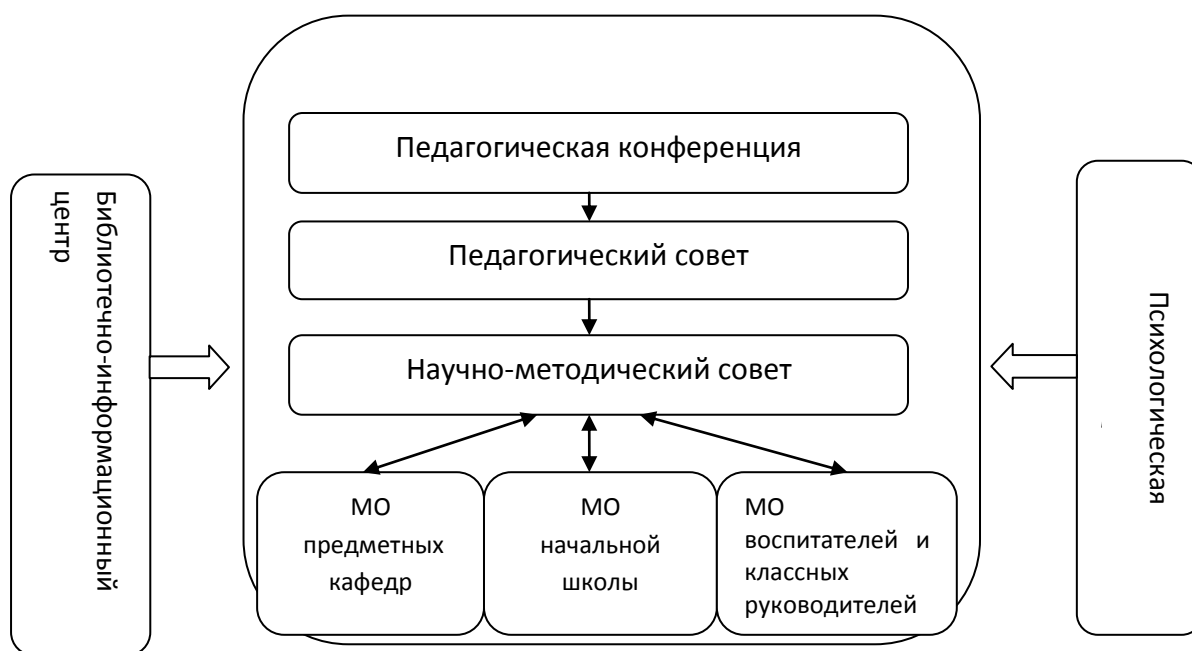 Педагогическая конференция
Библиотечно-информационный
центр
Педагогический совет
Научно-методический совет
Психологическая
МО
предметных
кафедр
МО
начальной
школы
МО
воспитателей и
классных
руководителей